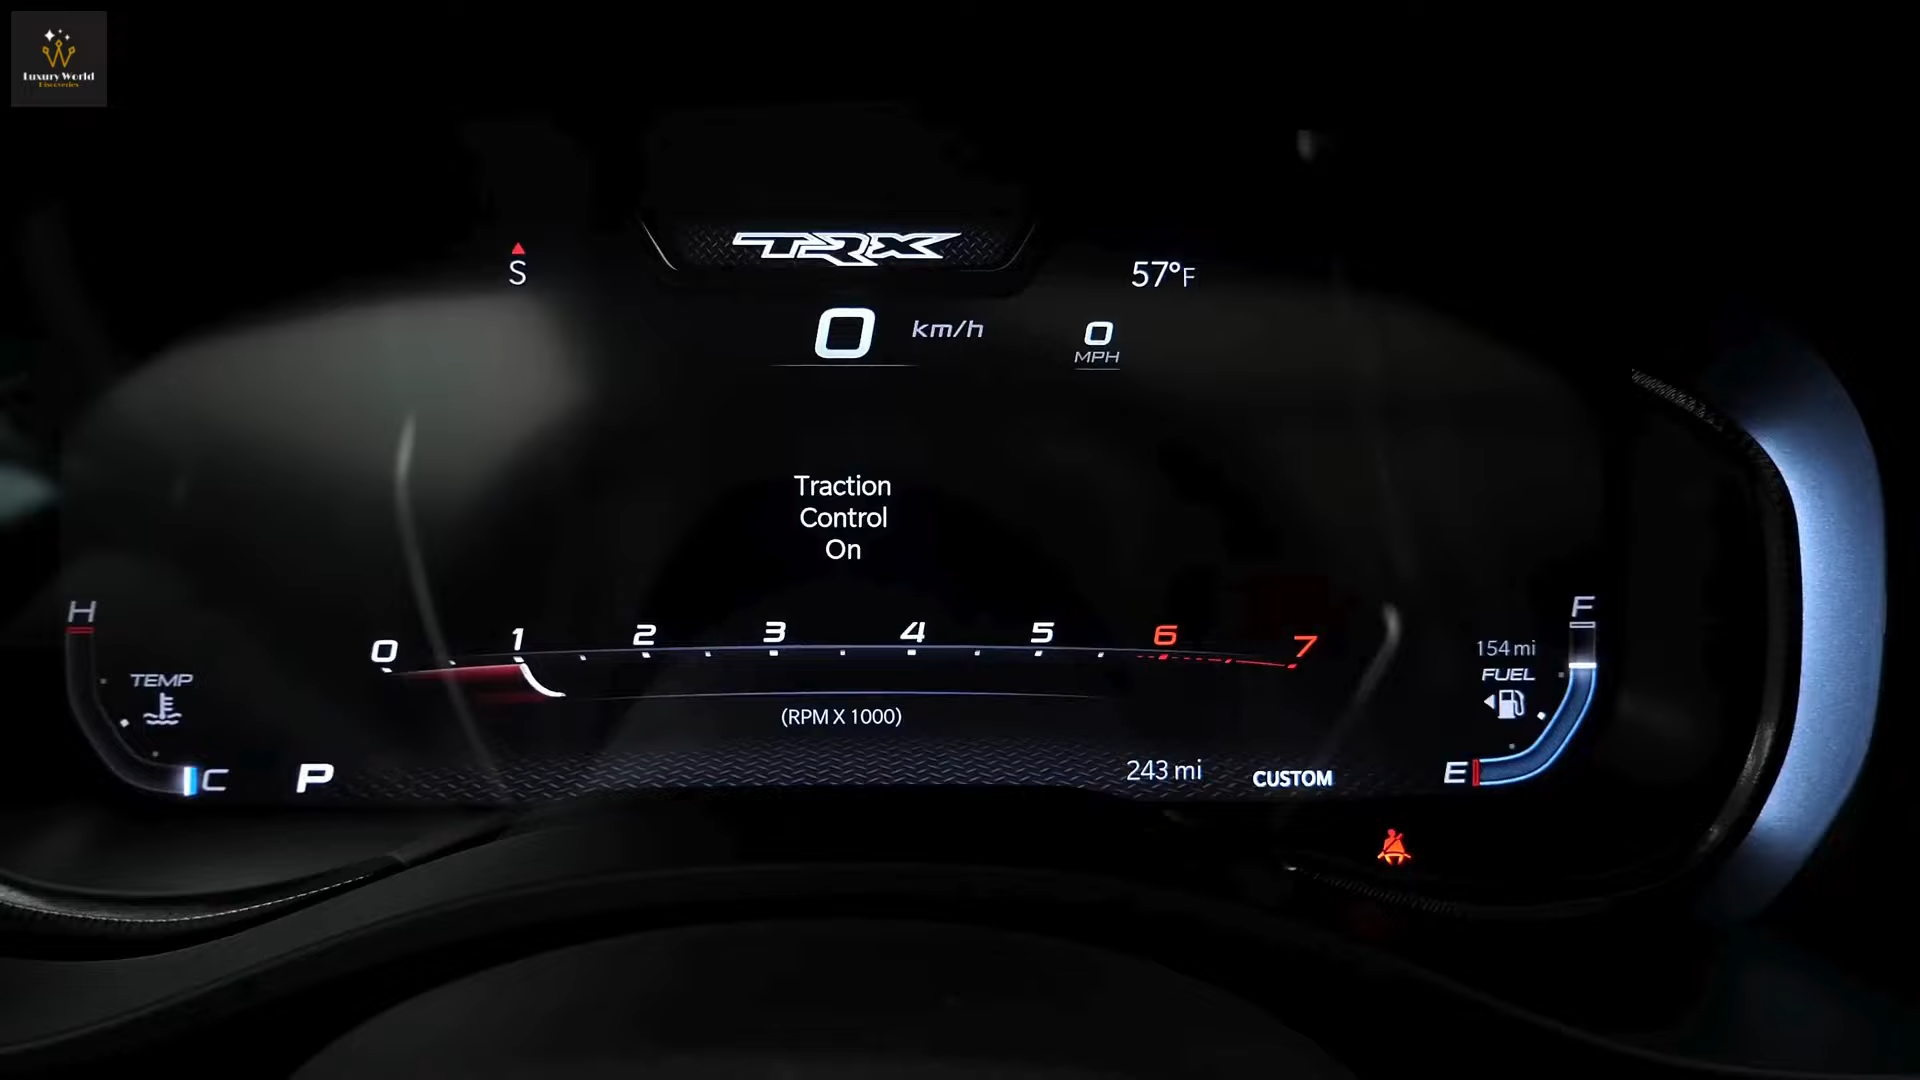 Luxury World
Discoveries
TRX
S
57°F
0 km/h
0
MPH
Traction
Control
On
H
F
0 1 2 3 4 5 6 7
154 mi
TEMP
FUEL
(RPM X 1000)
C
P
243 mi
CUSTOM
E